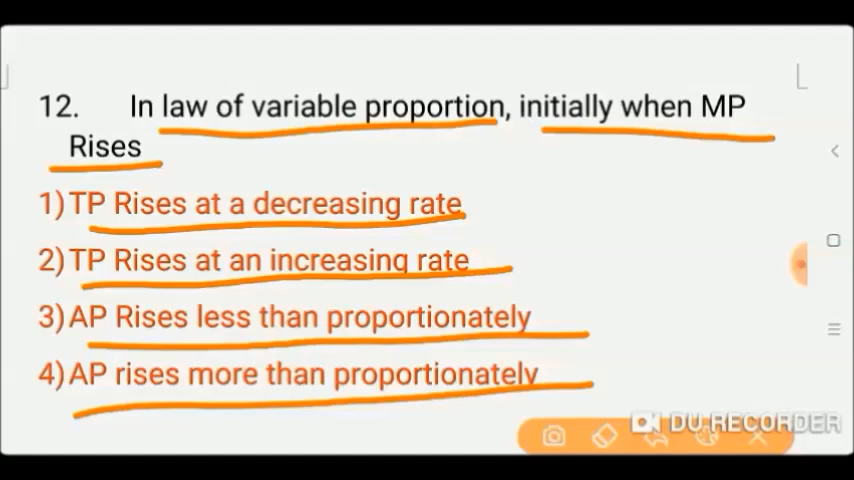 12. In law of variable proportion, initially when MP
Rises
1) TP Rises at a decreasing rate
2) TP Rises at an increasing rate
3) AP Rises less than proportionately
4) AP rises more than proportionately
DU RECORDER